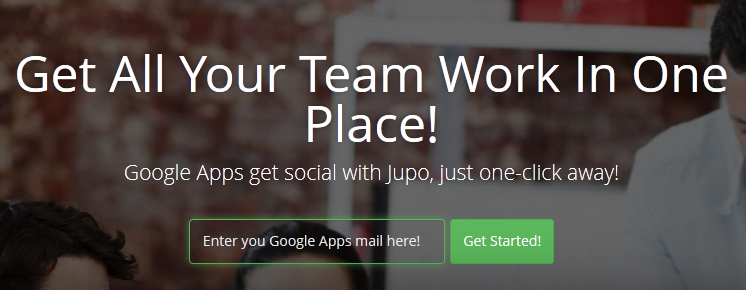 Get All Your Team Work In One
Place!
Google Apps get social with Jupo, just one-click away!
Enter you Google Apps mail here!
Get Started!